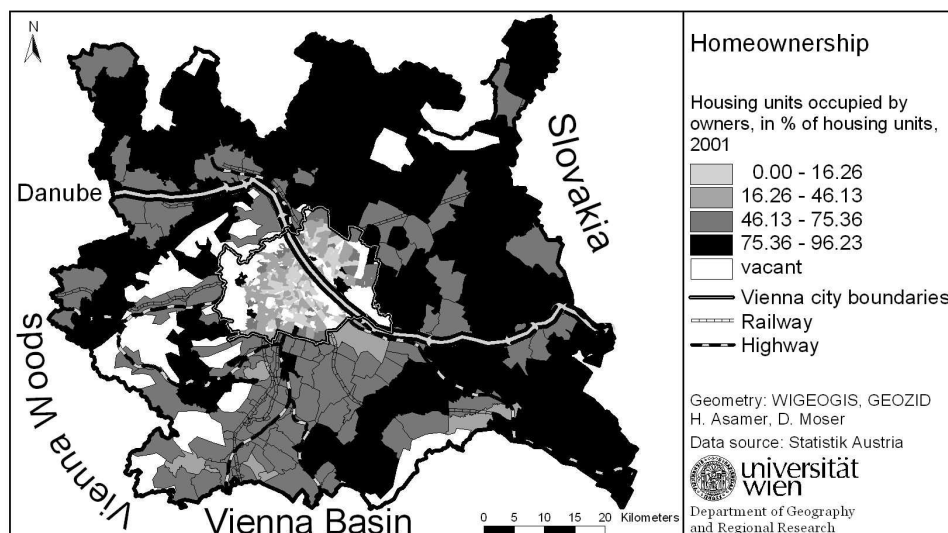 N
Danube
Slovakia
Vienna Woods
Vienna Basin
0 5 10 15 20 Kilometers
Homeownership
Housing units occupied by
owners, in % of housing units,
2001
0.00 - 16.26
16.26 - 46.13
46.13 - 75.36
75.36 - 96.23
vacant
Vienna city boundaries
Railway
Highway
Geometry: WIGEOGIS, GEOZID
H. Asamer, D. Moser
Data source: Statistik Austria
universität
wien
Department of Geography
and Regional Research